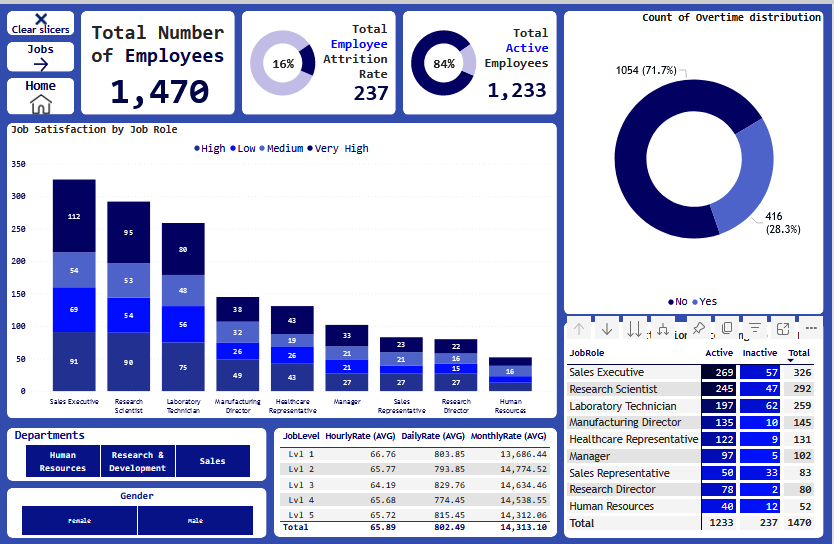 Clear slicers
Jobs
Home
Total Number
of Employees
1,470
16%
Total
Employee
Attrition
Rate
237
84%
Total
Active
Employees
1,233
Count of Overtime distribution
1054 (71.7%)
416
(28.3%)
No Yes
Job Satisfaction by Job Role
High Low Medium Very High
350
300
250
200
150
100
50
0
112
54
69
91
95
53
54
90
80
48
56
75
38
32
26
49
43
19
26
43
33
21
21
27
23
21
27
22
16
15
27
16
Sales Executive
Research
Scientist
Laboratory
Technician
Manufacturing
Director
Healthcare
Representative
Manager
Sales
Representative
Research
Director
Human
Resources
Departments
Human
Resources
Research &
Development
Sales
Gender
Female Male
JobLevel HourlyRate (AVG) DailyRate (AVG) MonthlyRate (AVG)
Lvl 1 66.76 803.85 13,686.44
Lvl 2 65.77 793.85 14,774.52
Lvl 3 64.19 829.76 14,634.46
Lvl 4 65.68 774.45 14,538.55
Lvl 5 65.72 815.45 14,312.06
Total 65.89 802.49 14,313.10
JobRole Active Inactive Total
Sales Executive 269 57 326
Research Scientist 245 47 292
Laboratory Technician 197 62 259
Manufacturing Director 135 10 145
Healthcare Representative 122 9 131
Manager 97 5 102
Sales Representative 50 33 83
Research Director 78 2 80
Human Resources 40 12 52
Total 1233 237 1470